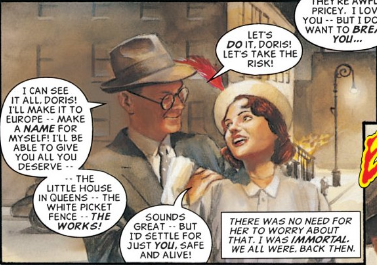 THEY'RE AWFUL
PRICEY. I LOV
YOU -- BUT I DO
WANT TO BREA
YOU...
LET'S
DO IT, DORIS!
LET'S TAKE
THE RISK!
I CAN SEE
IT ALL, DORIS!
I'LL MAKE IT TO
EUROPE -- MAKE
A NAME FOR
MYSELF! I'LL BE
ABLE TO GIVE
YOU ALL YOU
DESERVE --
-- THE
LITTLE HOUSE
IN QUEENS -- THE
WHITE PICKET
FENCE -- THE
WORKS!
SOUNDS
GREAT -- BUT
I'D SETTLE FOR
JUST YOU, SAFE
AND ALIVE!
THERE WAS NO NEED FOR
HER TO WORRY ABOUT
THAT. I WAS IMMORTAL.
WE ALL WERE, BACK THEN.